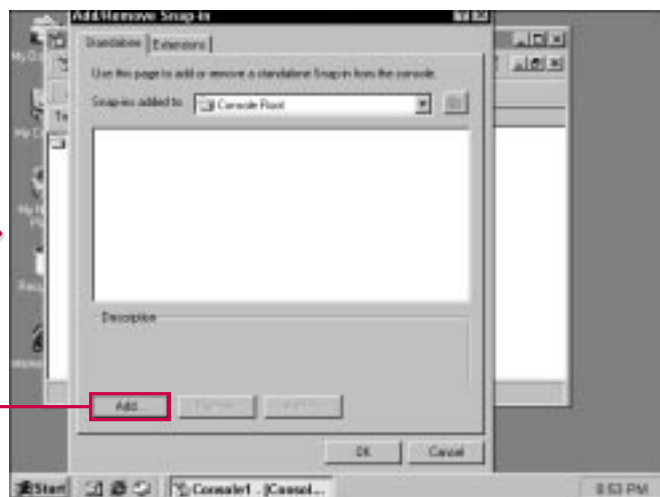 Add/Remove Snap-in
Standalone Extensions
Use this page to add or remove a standalone Snap-in from the console.
Snap-ins added to: Console Root
Description
Add...
OK Cancel
Start Console1 - [Consol... 8:53 PM